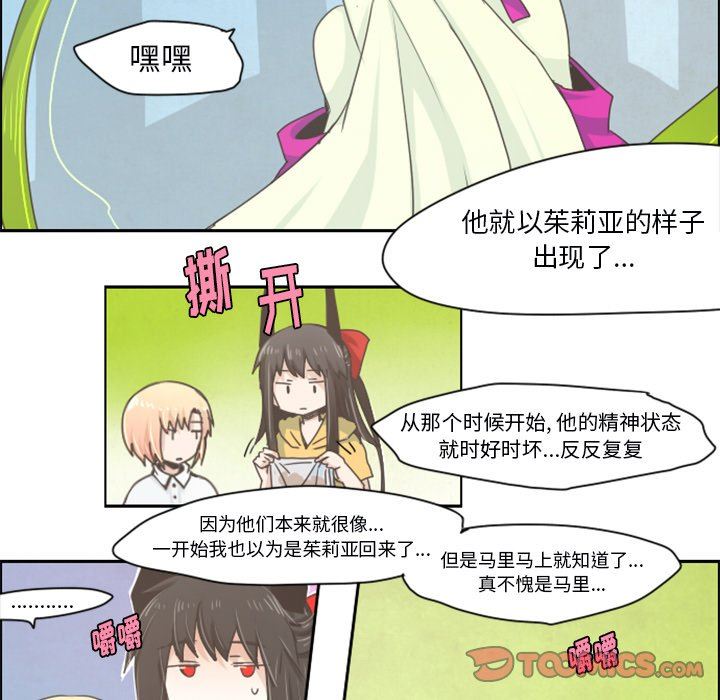 嘿嘿
他就以茱莉亚的样子
出现了...
撕开
从那个时候开始,他的精神状态
就时好时坏...反反复复
因为他们本来就很像...
一开始我也以为是茱莉亚回来了...
但是马里马上就知道了...
真不愧是马里...
............
嚼嚼
嚼嚼
TOOMICS.COM